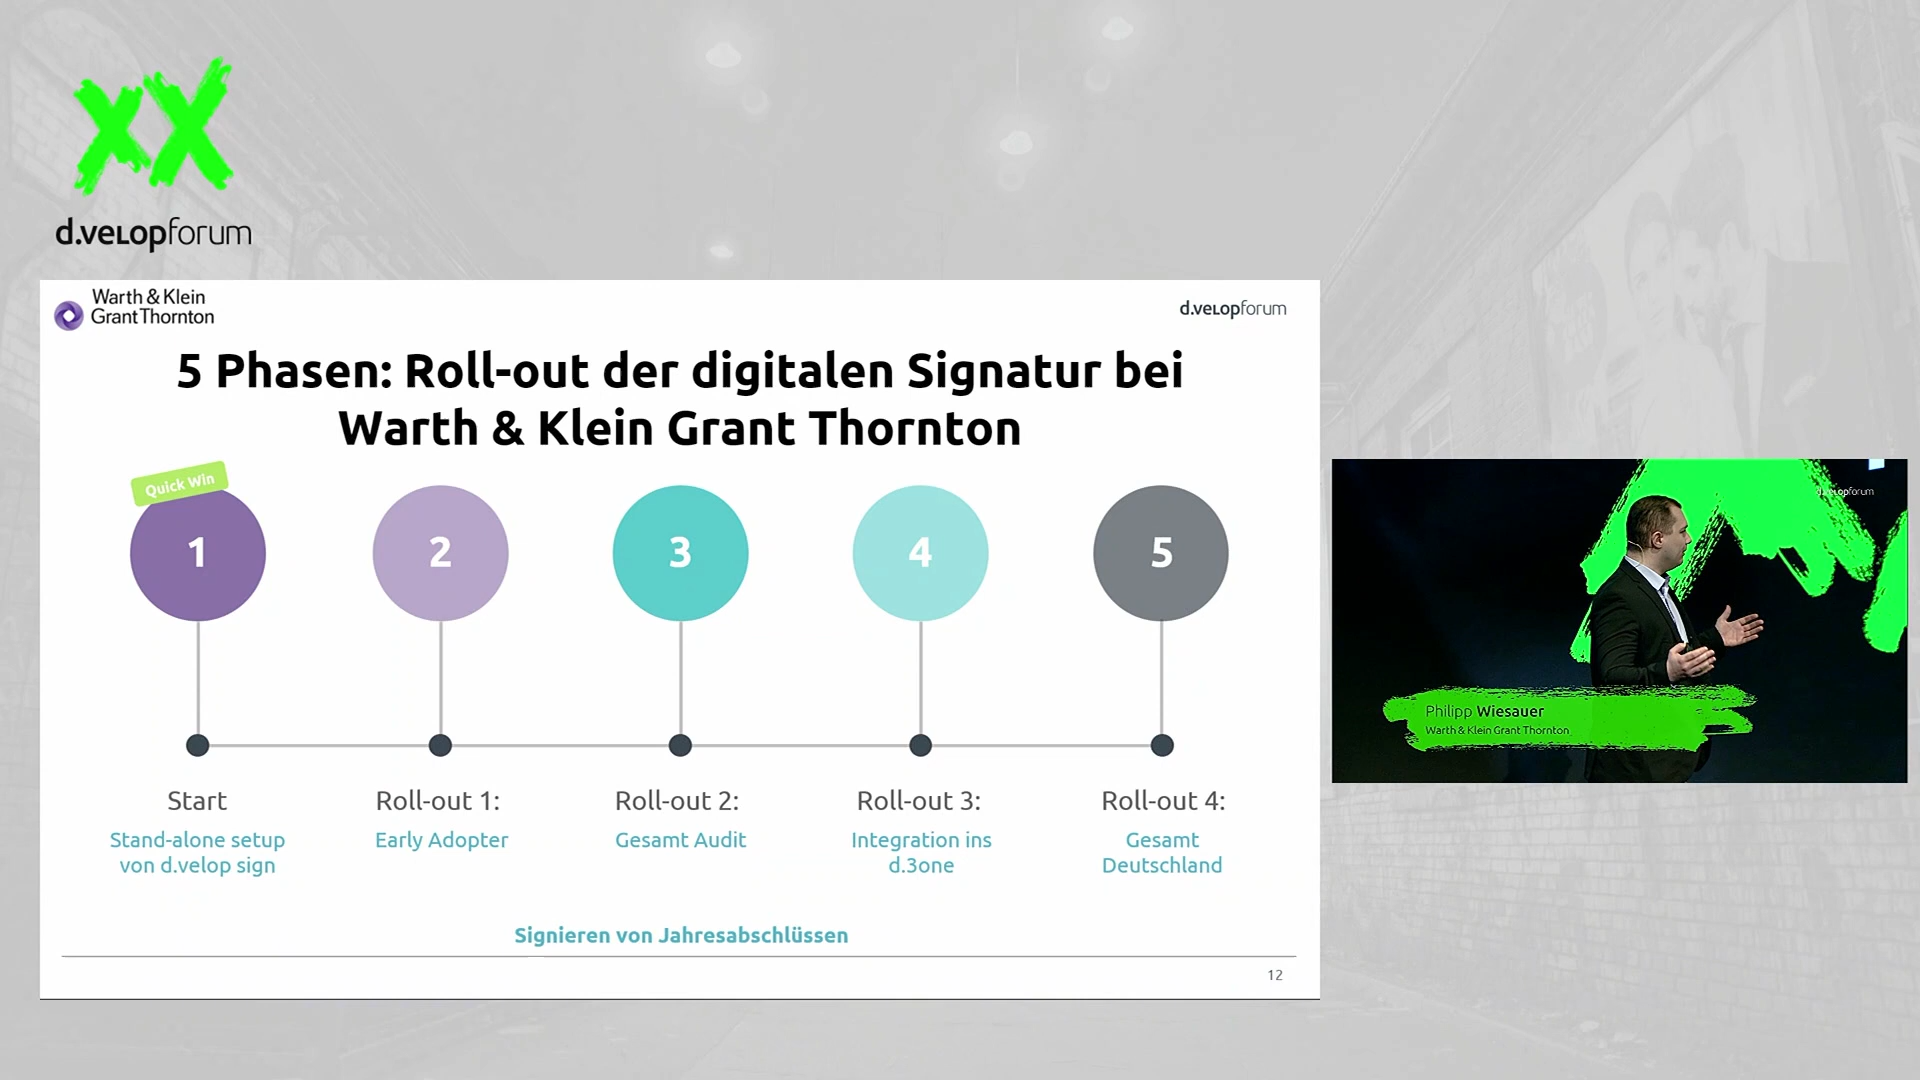 xX
d.velopforum
Warth & Klein
Grant Thornton
d.velopforum
5 Phasen: Roll-out der digitalen Signatur bei
Warth & Klein Grant Thornton
Quick Win
1
2
3
4
5
Start
Stand-alone setup
von d.velop sign
Roll-out 1:
Early Adopter
Roll-out 2:
Gesamt Audit
Roll-out 3:
Integration ins
d.3one
Roll-out 4:
Gesamt
Deutschland
Signieren von Jahresabschlüssen
12
d.velopforum
Philipp Wiesauer
Warth & Klein Grant Thornton